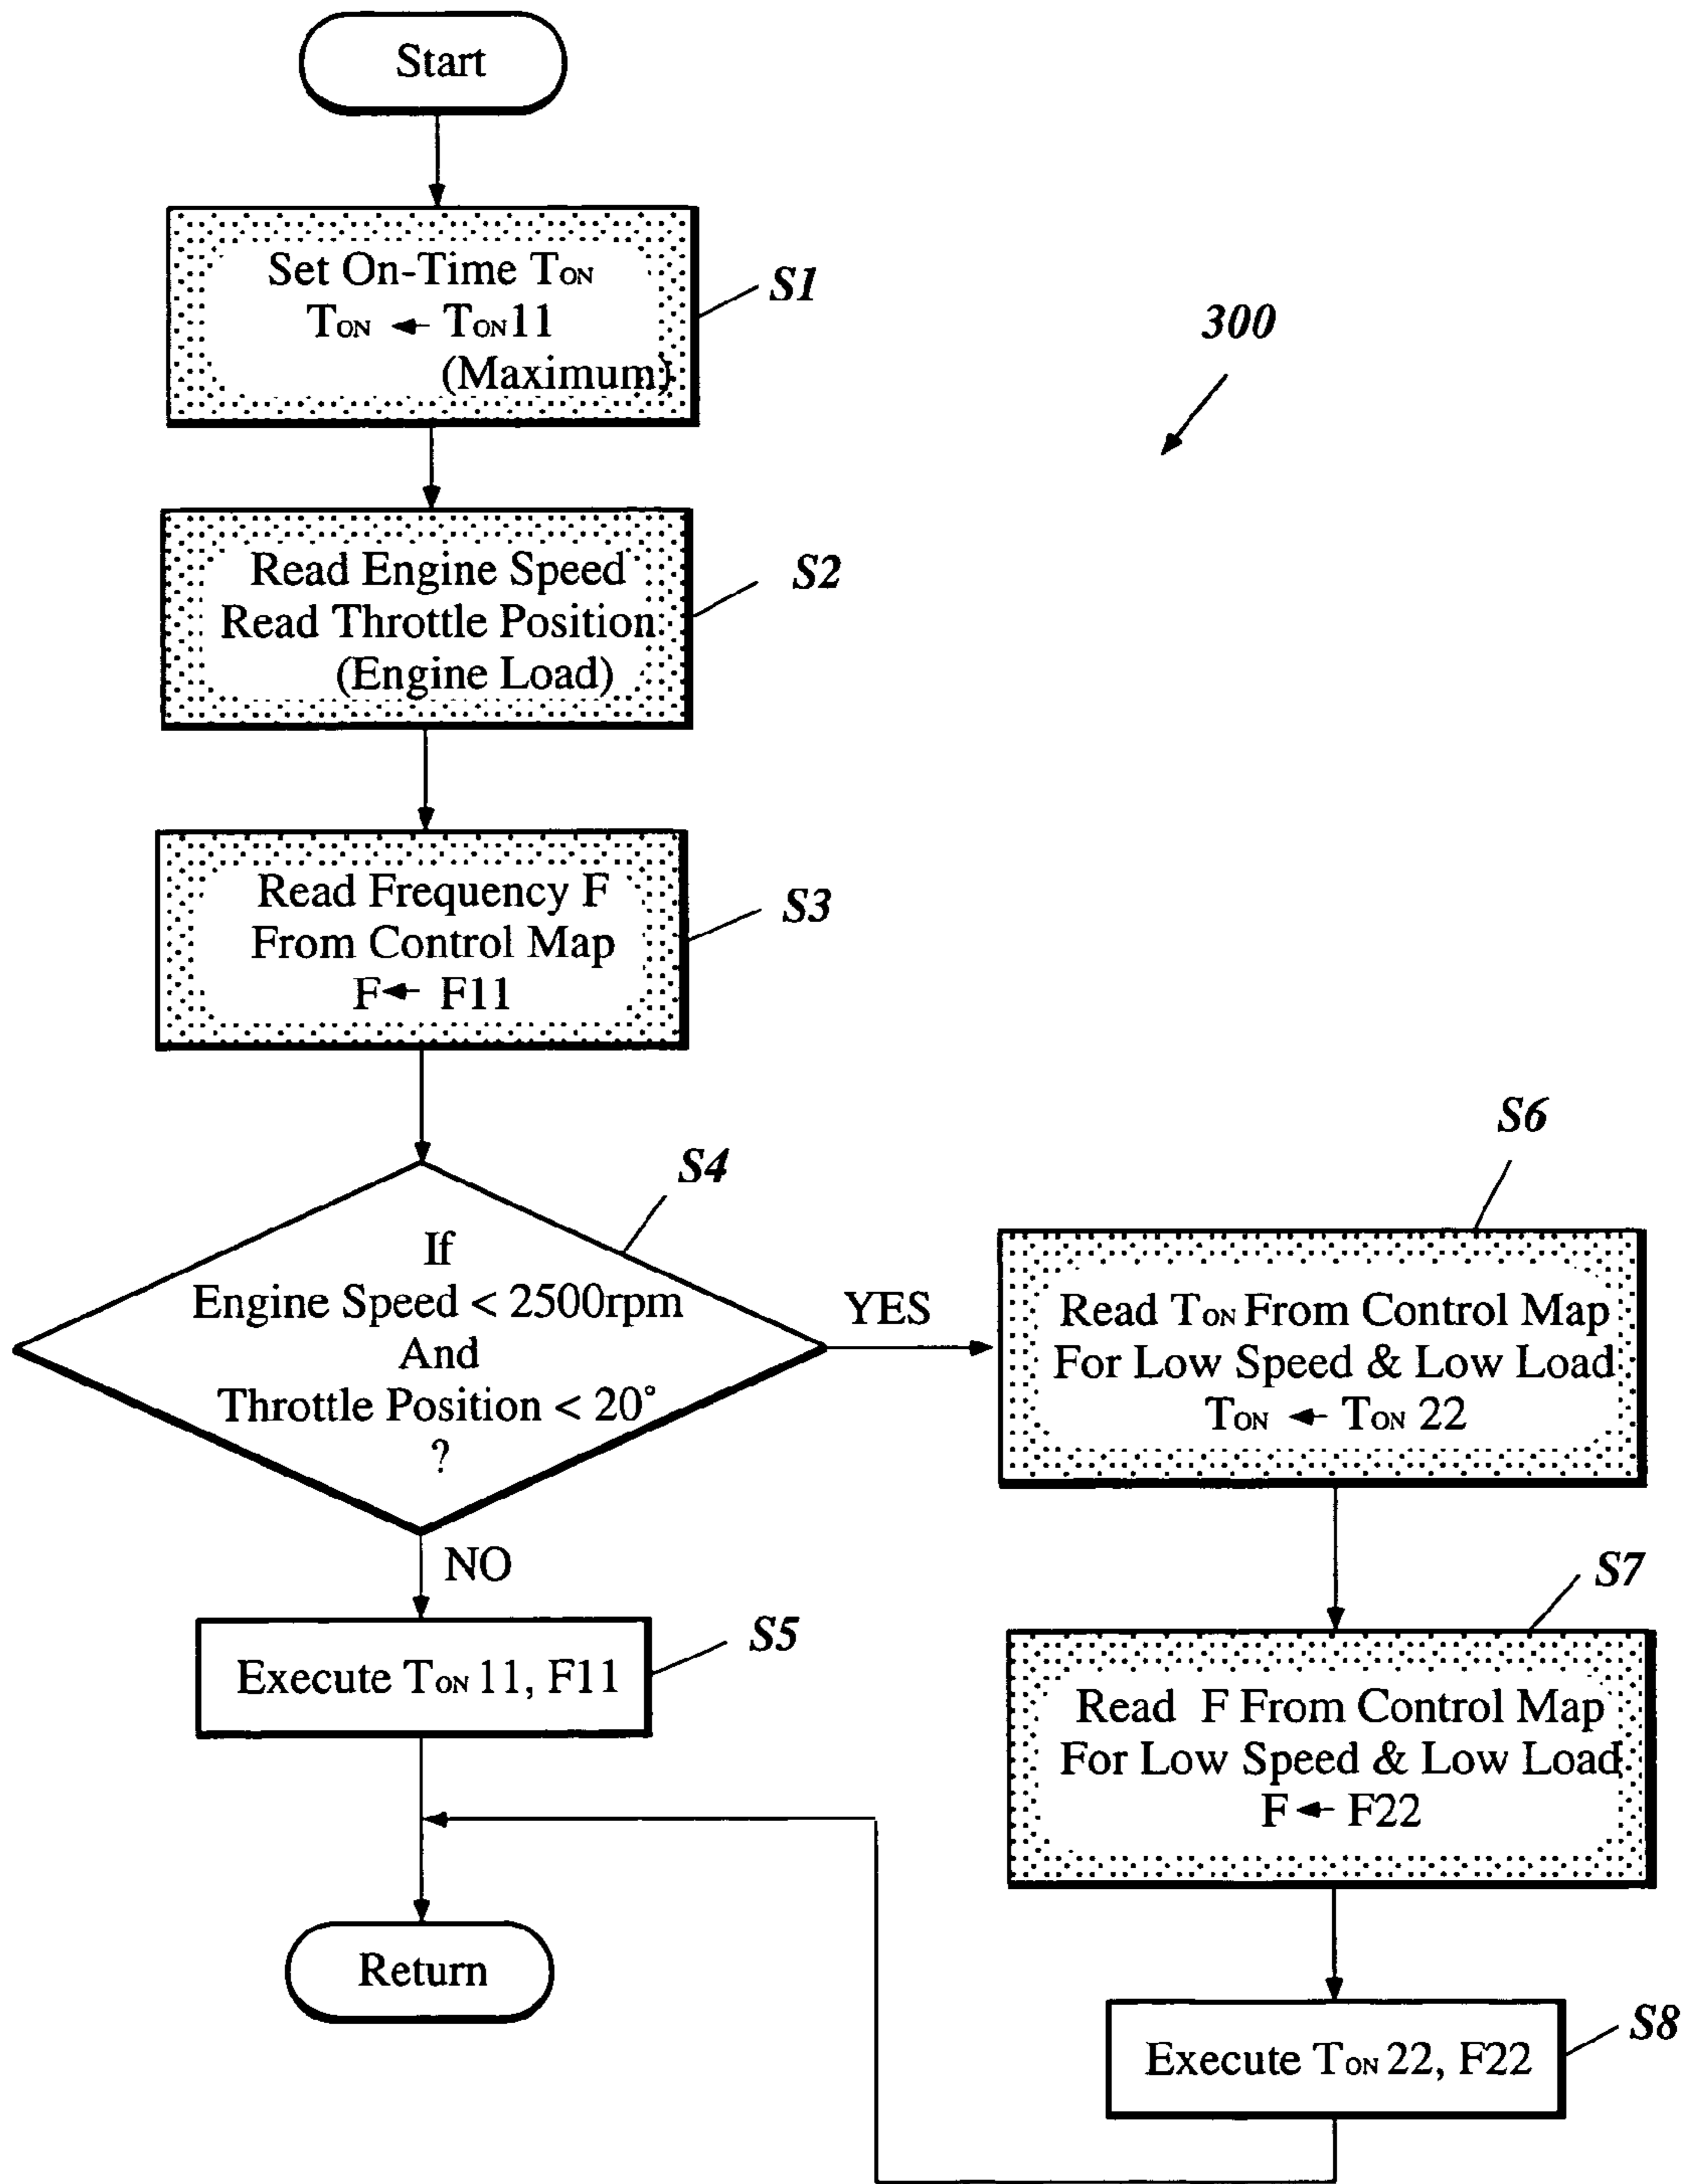 Start
Set On-Time TON
TON ← TON11
(Maximum)
S1
300
Read Engine Speed
Read Throttle Position
(Engine Load)
S2
Read Frequency F
From Control Map
F ← F11
S3
If
Engine Speed < 2500rpm
And
Throttle Position < 20°
?
S4
YES
NO
Execute TON 11, F11
S5
Return
S6
Read TON From Control Map
For Low Speed & Low Load
TON ← TON 22
S7
Read F From Control Map
For Low Speed & Low Load
F ← F22
Execute TON 22, F22
S8